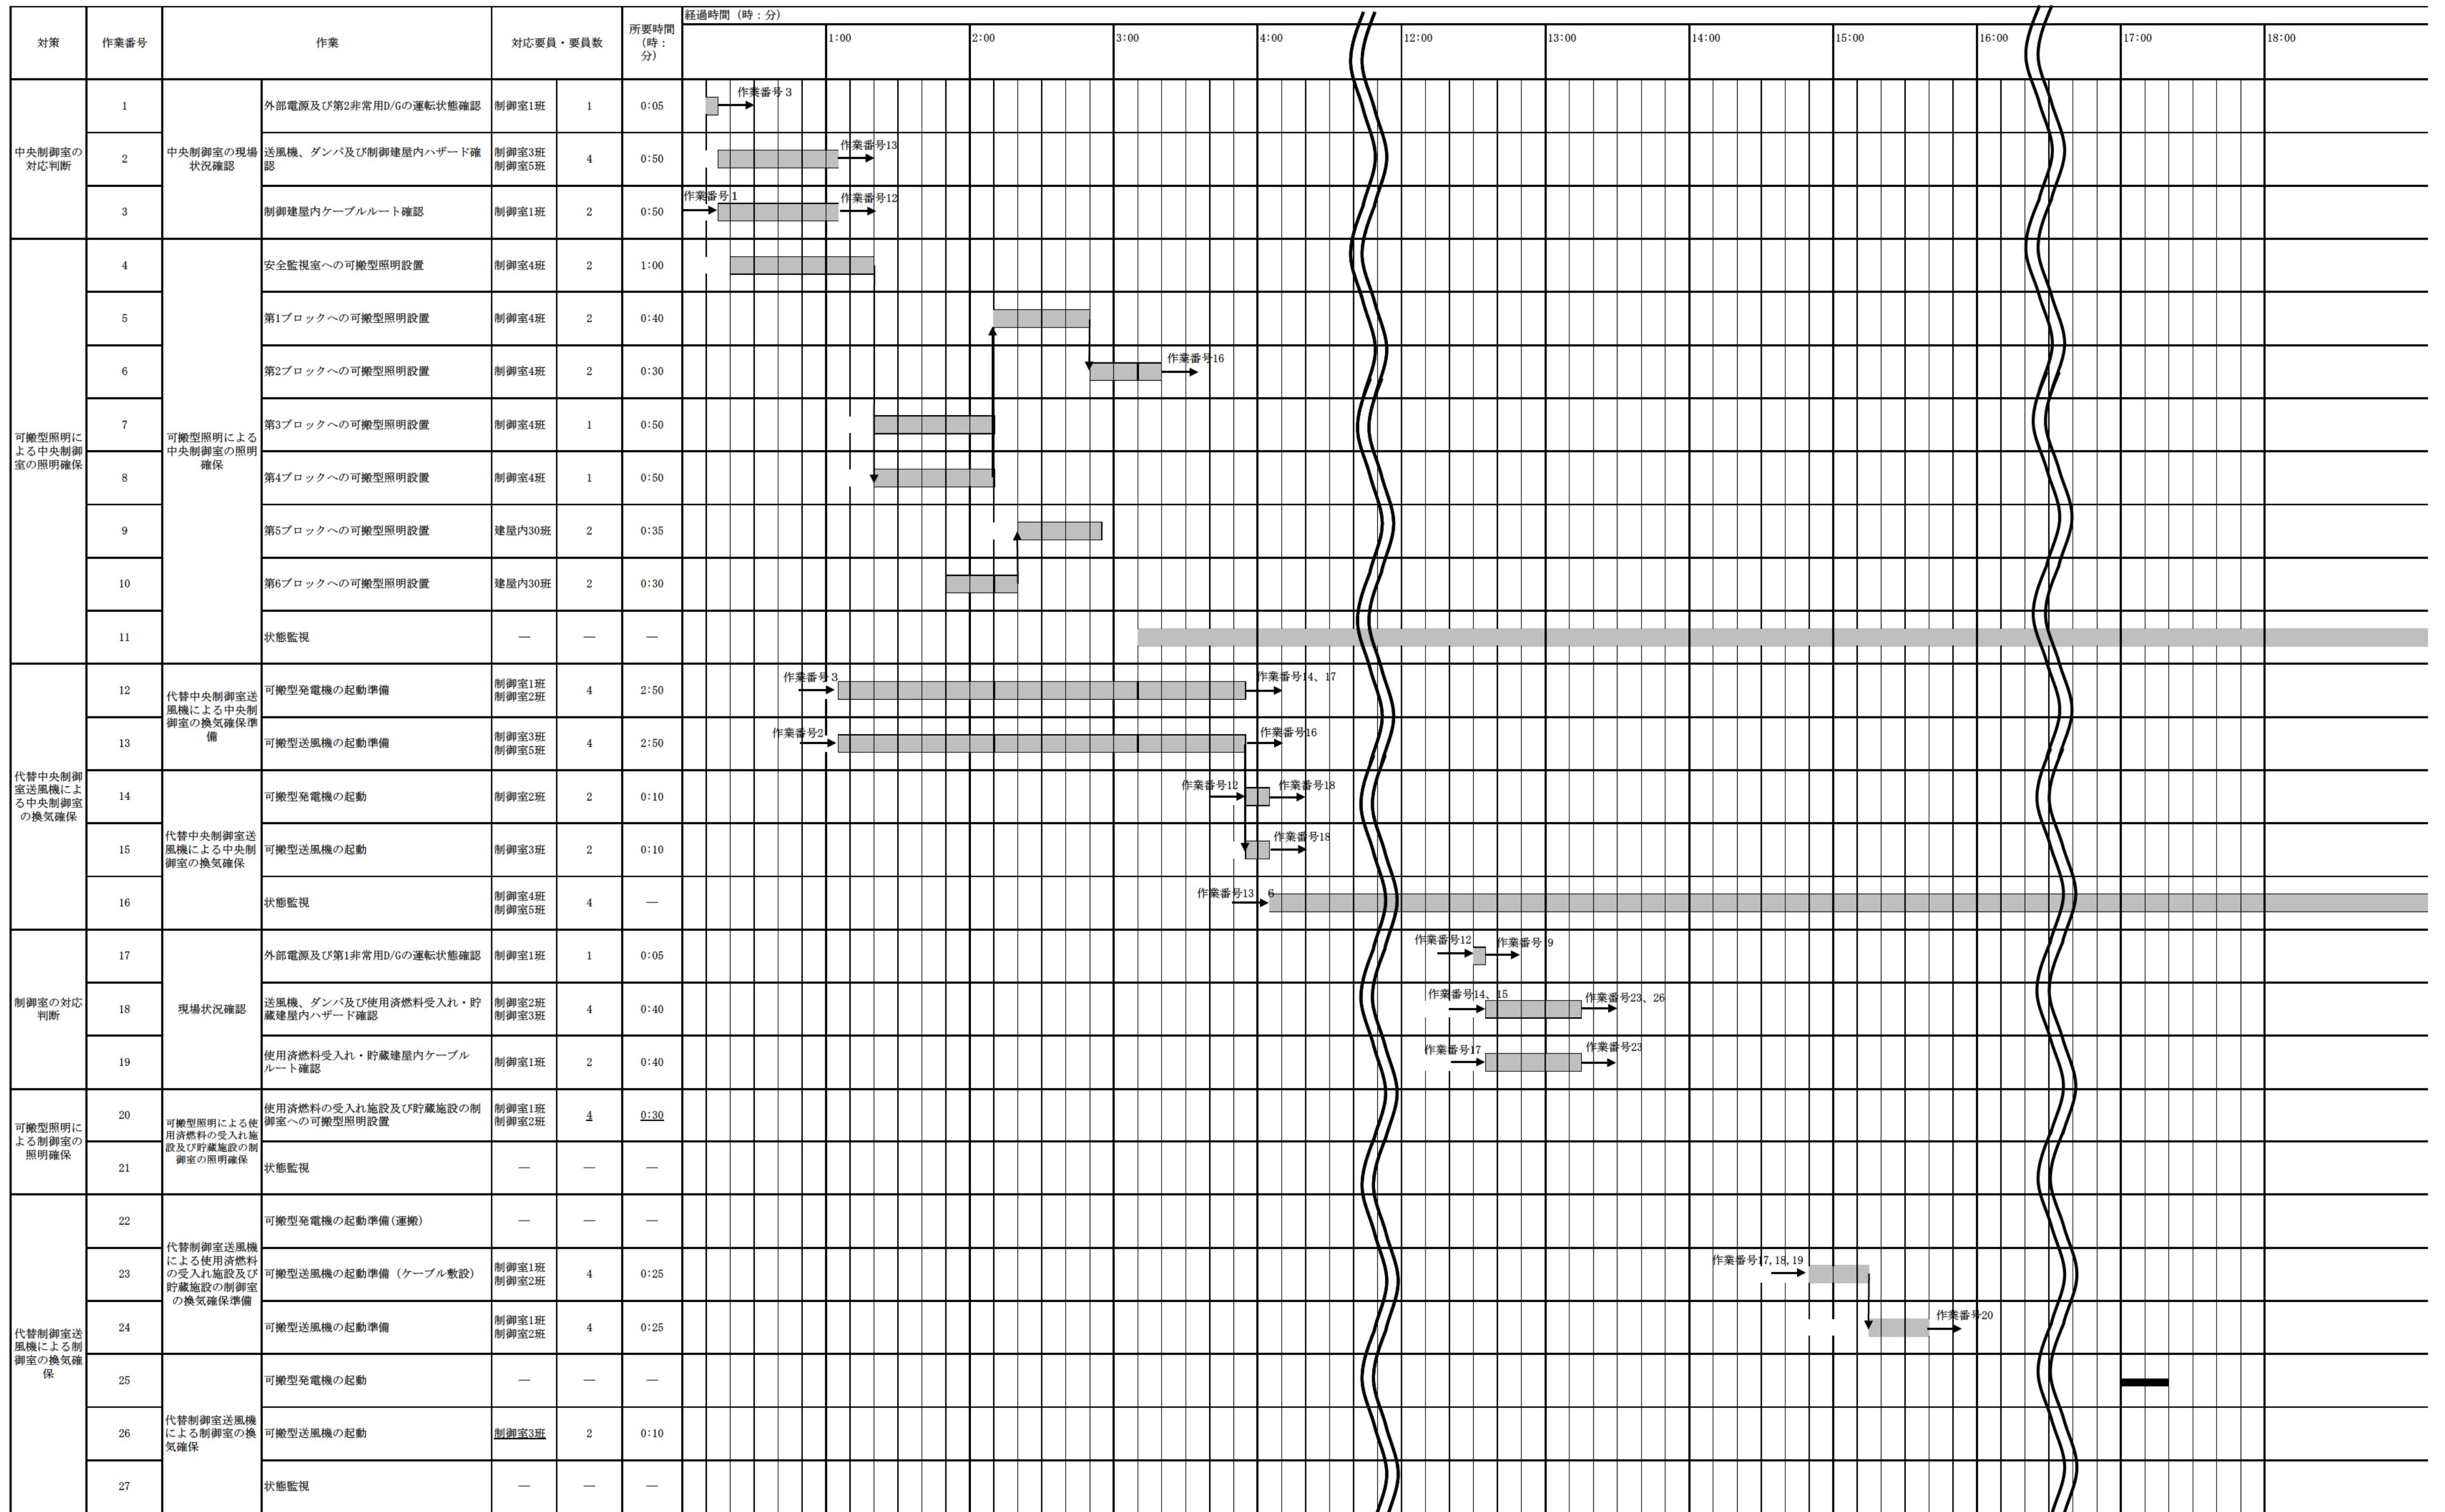 経過時間（時：分）
対策
作業番号
作業
対応要員・要員数
所要時間
（時：
分）
1:00
2:00
3:00
4:00
12:00
13:00
14:00
15:00
16:00
17:00
18:00
中央制御室の
対応判断
中央制御室の現場
状況確認
1
外部電源及び第2非常用D/Gの運転状態確認
制御室1班
1
0:05
作業番号３
2
送風機、ダンパ及び制御建屋内ハザード確
認
制御室3班
制御室5班
4
0:50
作業番号13
3
制御建屋内ケーブルルート確認
制御室1班
2
0:50
作業番号１
作業番号12
可搬型照明に
よる中央制御
室の照明確保
可搬型照明による
中央制御室の照明
確保
4
安全監視室への可搬型照明設置
制御室4班
2
1:00
5
第1ブロックへの可搬型照明設置
制御室4班
2
0:40
6
第2ブロックへの可搬型照明設置
制御室4班
2
0:30
作業番号16
7
第3ブロックへの可搬型照明設置
制御室4班
1
0:50
8
第4ブロックへの可搬型照明設置
制御室4班
1
0:50
9
第5ブロックへの可搬型照明設置
建屋内30班
2
0:35
10
第6ブロックへの可搬型照明設置
建屋内30班
2
0:30
11
状態監視
―
―
―
代替中央制御
室送風機によ
る中央制御室
の換気確保
代替中央制御室送
風機による中央制
御室の換気確保準
備
12
可搬型発電機の起動準備
制御室1班
制御室2班
4
2:50
作業番号３
作業番号14、17
13
可搬型送風機の起動準備
制御室3班
制御室5班
4
2:50
作業番号2
作業番号16
代替中央制御室送
風機による中央制
御室の換気確保
14
可搬型発電機の起動
制御室2班
2
0:10
作業番号12
作業番号18
15
可搬型送風機の起動
制御室3班
2
0:10
作業番号18
16
状態監視
制御室4班
制御室5班
4
―
作業番号13、6
制御室の対応
判断
現場状況確認
17
外部電源及び第1非常用D/Gの運転状態確認
制御室1班
1
0:05
作業番号12
作業番号19
18
送風機、ダンパ及び使用済燃料受入れ・貯
蔵建屋内ハザード確認
制御室2班
制御室3班
4
0:40
作業番号14、15
作業番号23、26
19
使用済燃料受入れ・貯蔵建屋内ケーブル
ルート確認
制御室1班
2
0:40
作業番号17
作業番号23
可搬型照明に
よる制御室の
照明確保
可搬型照明による使
用済燃料の受入れ施
設及び貯蔵施設の制
御室の照明確保
20
使用済燃料の受入れ施設及び貯蔵施設の制
御室への可搬型照明設置
制御室1班
制御室2班
4
0:30
21
状態監視
―
―
―
代替制御室送
風機による制
御室の換気確
保
代替制御室送風機
による使用済燃料
の受入れ施設及び
貯蔵施設の制御室
の換気確保準備
22
可搬型発電機の起動準備(運搬)
―
―
―
23
可搬型送風機の起動準備（ケーブル敷設）
制御室1班
制御室2班
4
0:25
作業番号17,18,19
24
可搬型送風機の起動準備
制御室1班
制御室2班
4
0:25
作業番号20
代替制御室送風機
による制御室の換
気確保
25
可搬型発電機の起動
―
―
―
26
可搬型送風機の起動
制御室3班
2
0:10
27
状態監視
―
―
―